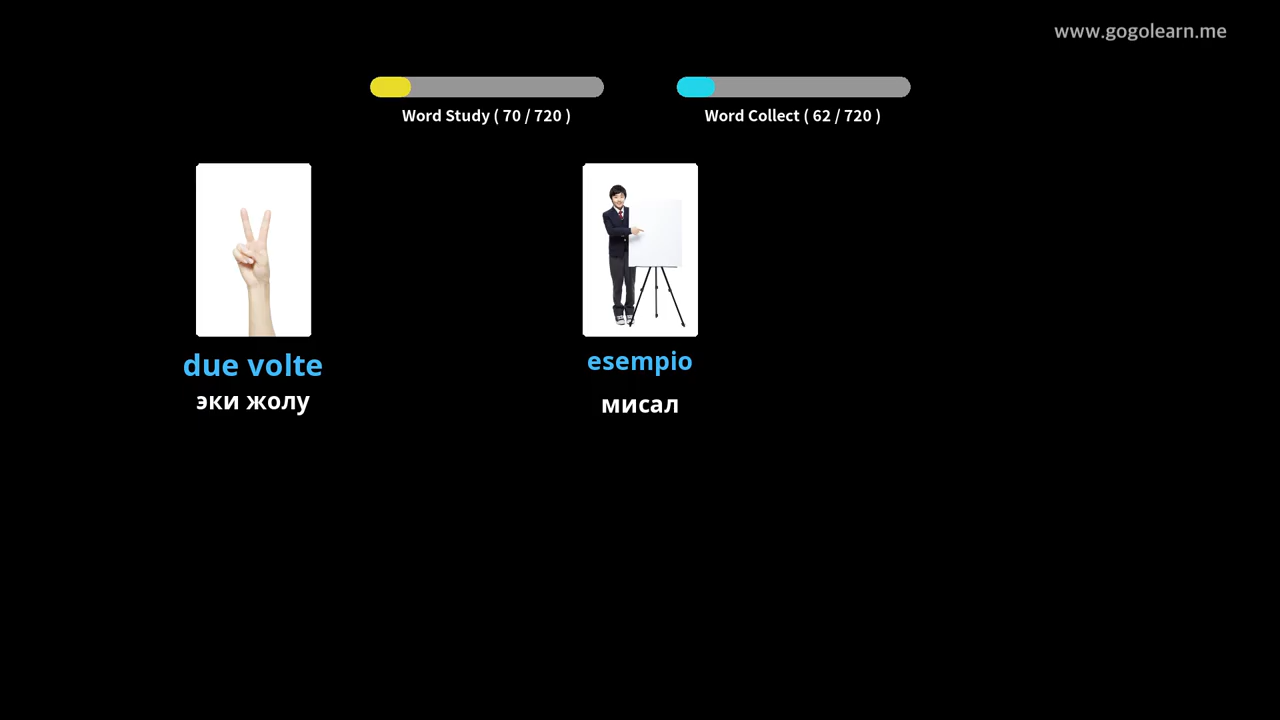 www.gogolearn.me
Word Study ( 70 / 720 )
Word Collect ( 62 / 720 )
due volte
эки жолу
esempio
мисал